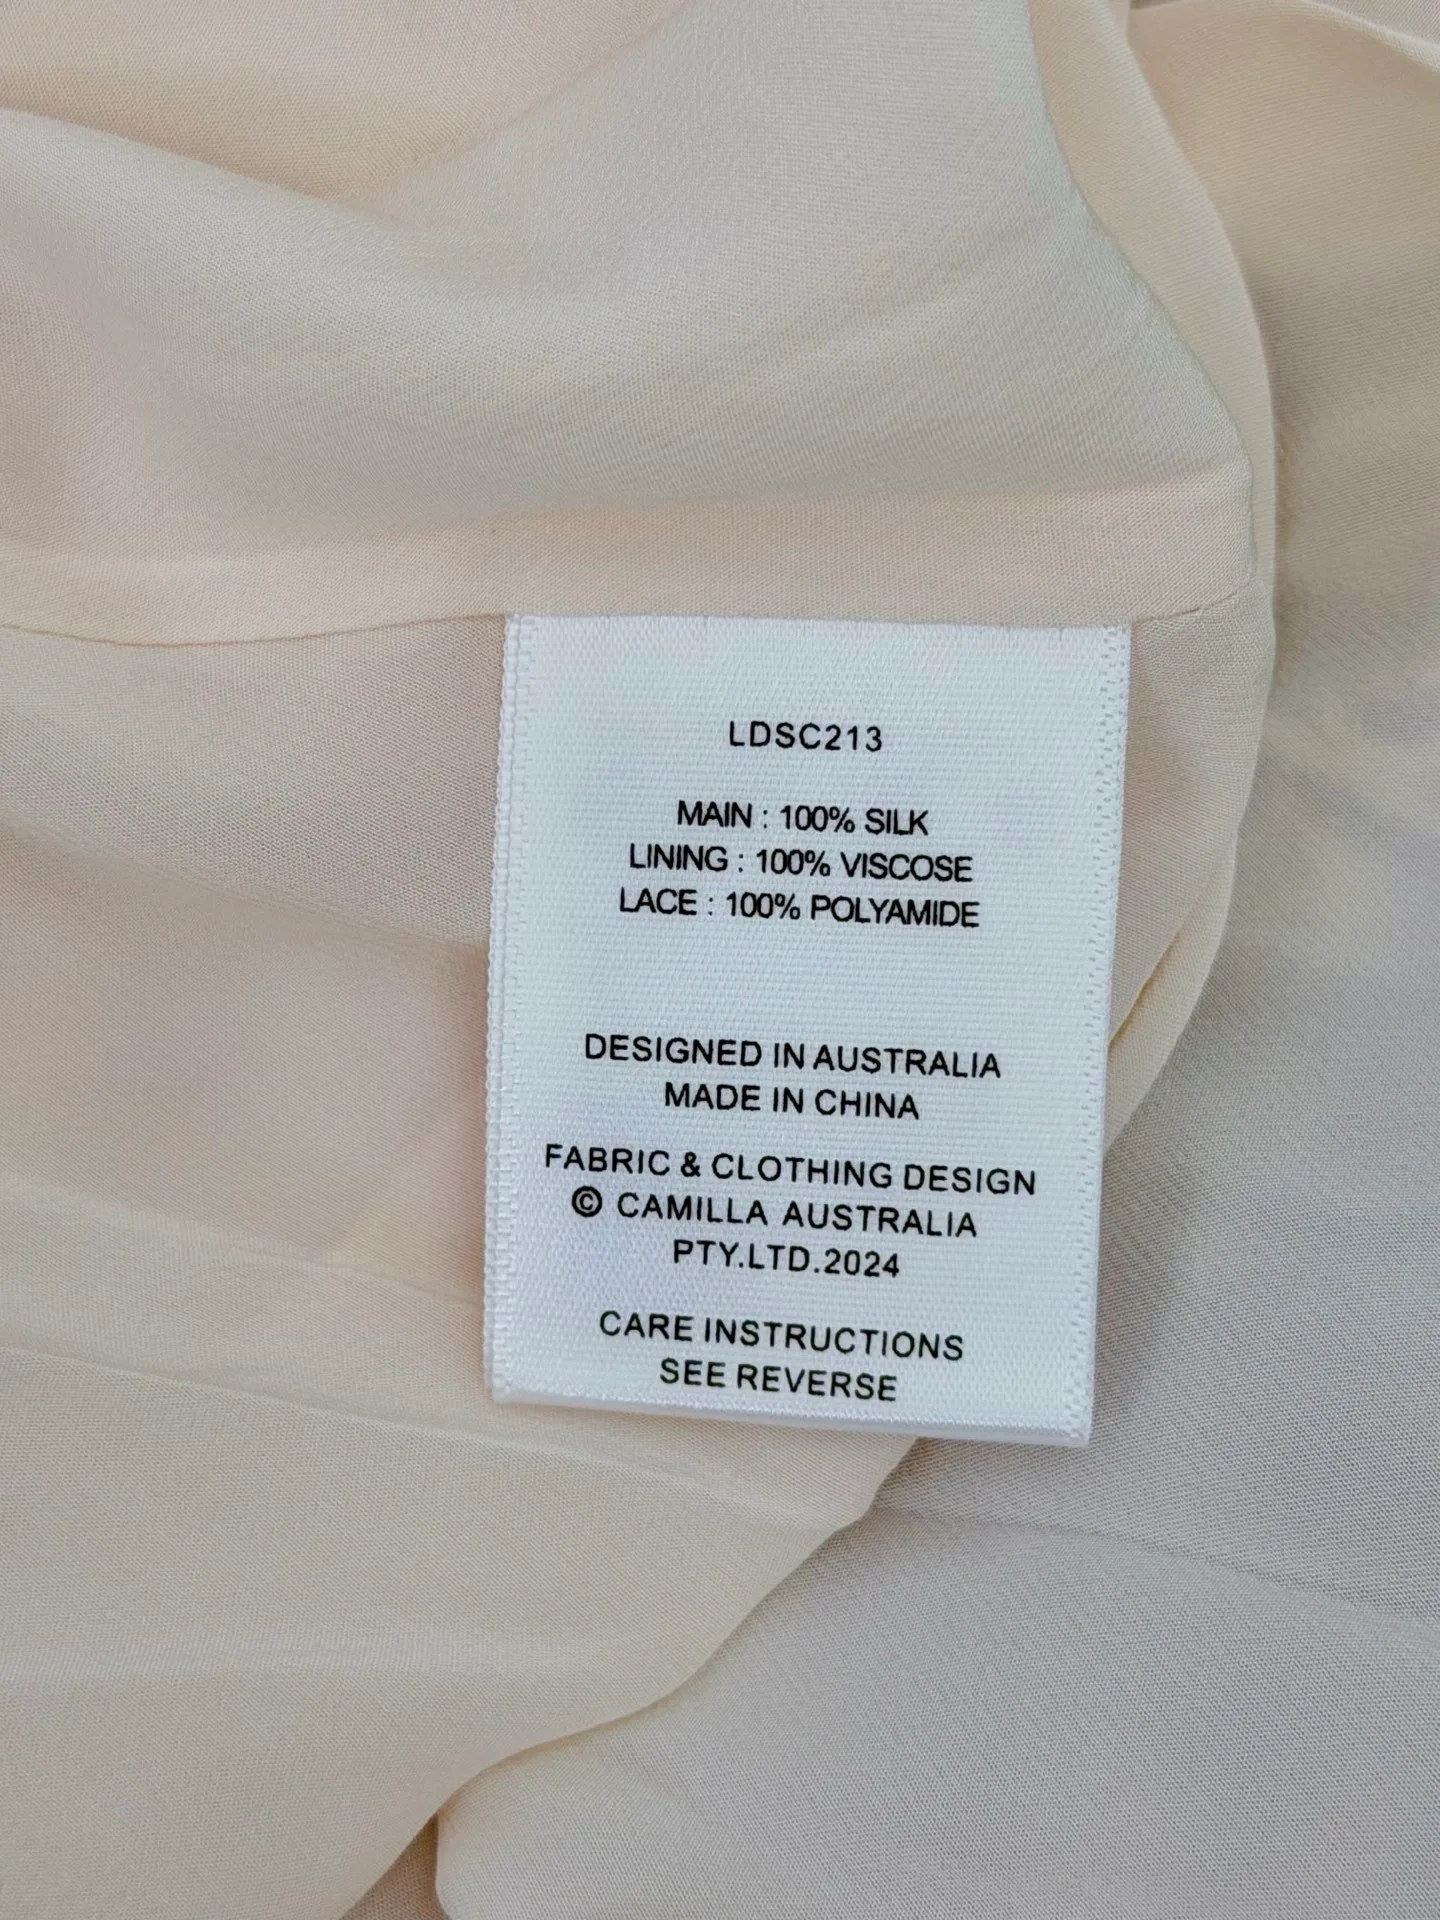 LDSC213
MAIN : 100% SILK
LINING : 100% VISCOSE
LACE : 100% POLYAMIDE
DESIGNED IN AUSTRALIA
MADE IN CHINA
FABRIC & CLOTHING DESIGN
© CAMILLA AUSTRALIA
PTY.LTD.2024
CARE INSTRUCTIONS
SEE REVERSE